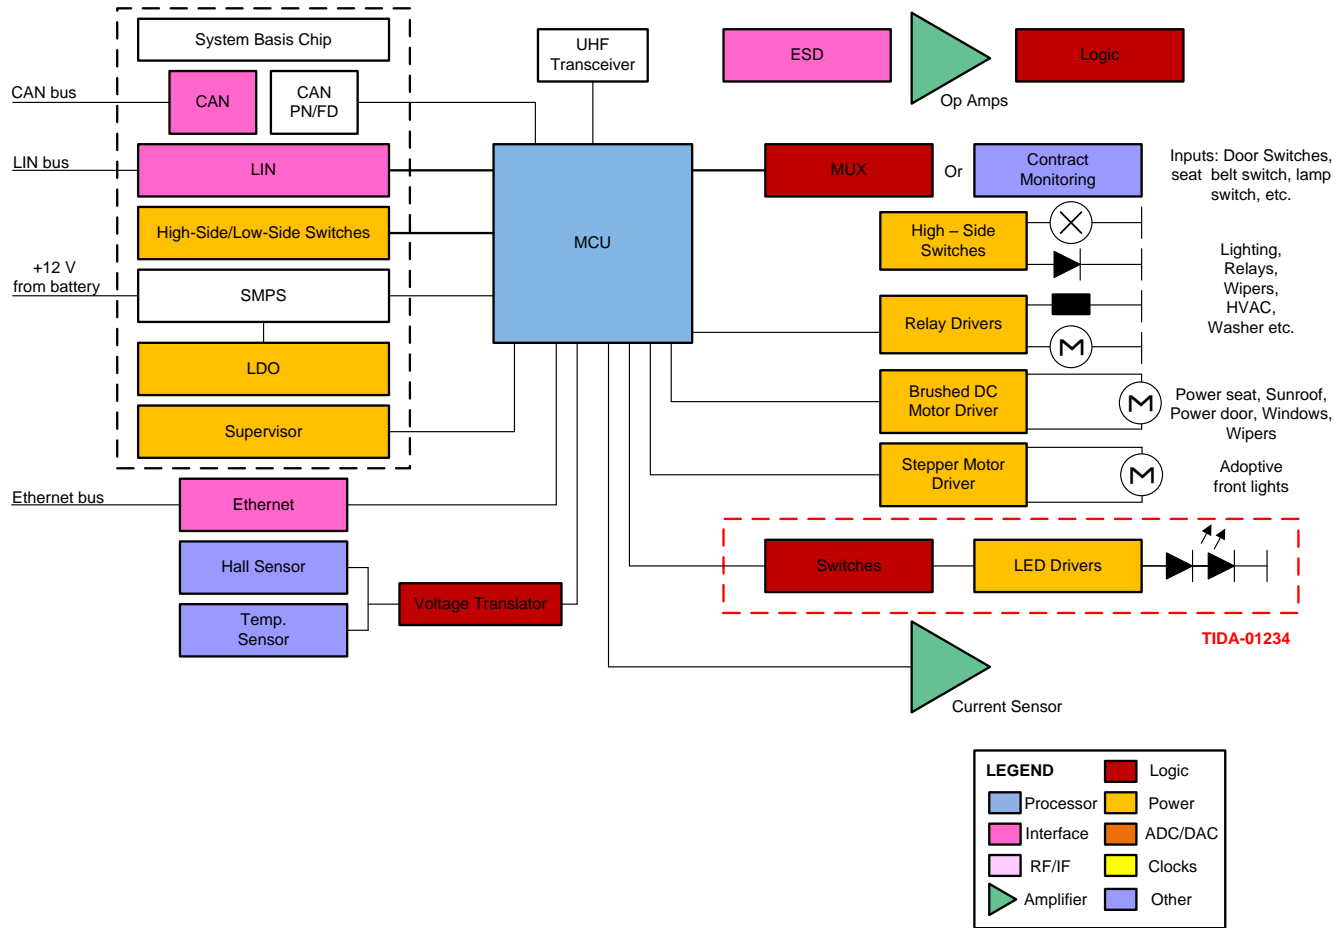 System Basis Chip
UHF
Transceiver
ESD
Op Amps
Logic
CAN bus
CAN
CAN
PN/FD
LIN bus
LIN
MCU
MUX
Or
Contract
Monitoring
Inputs: Door Switches,
seat belt switch, lamp
switch, etc.
High-Side/Low-Side Switches
High – Side
Switches
+12 V
from battery
SMPS
Lighting,
Relays,
Wipers,
HVAC,
Washer etc.
Relay Drivers
LDO
Brushed DC
Motor Driver
M
M
Power seat, Sunroof,
Power door, Windows,
Wipers
Supervisor
Stepper Motor
Driver
M
Adoptive
front lights
Ethernet bus
Ethernet
Hall Sensor
Temp.
Sensor
Voltage Translator
Switches
LED Drivers
TIDA-01234
Current Sensor
LEGEND
Logic
Processor
Power
Interface
ADC/DAC
RF/IF
Clocks
Amplifier
Other